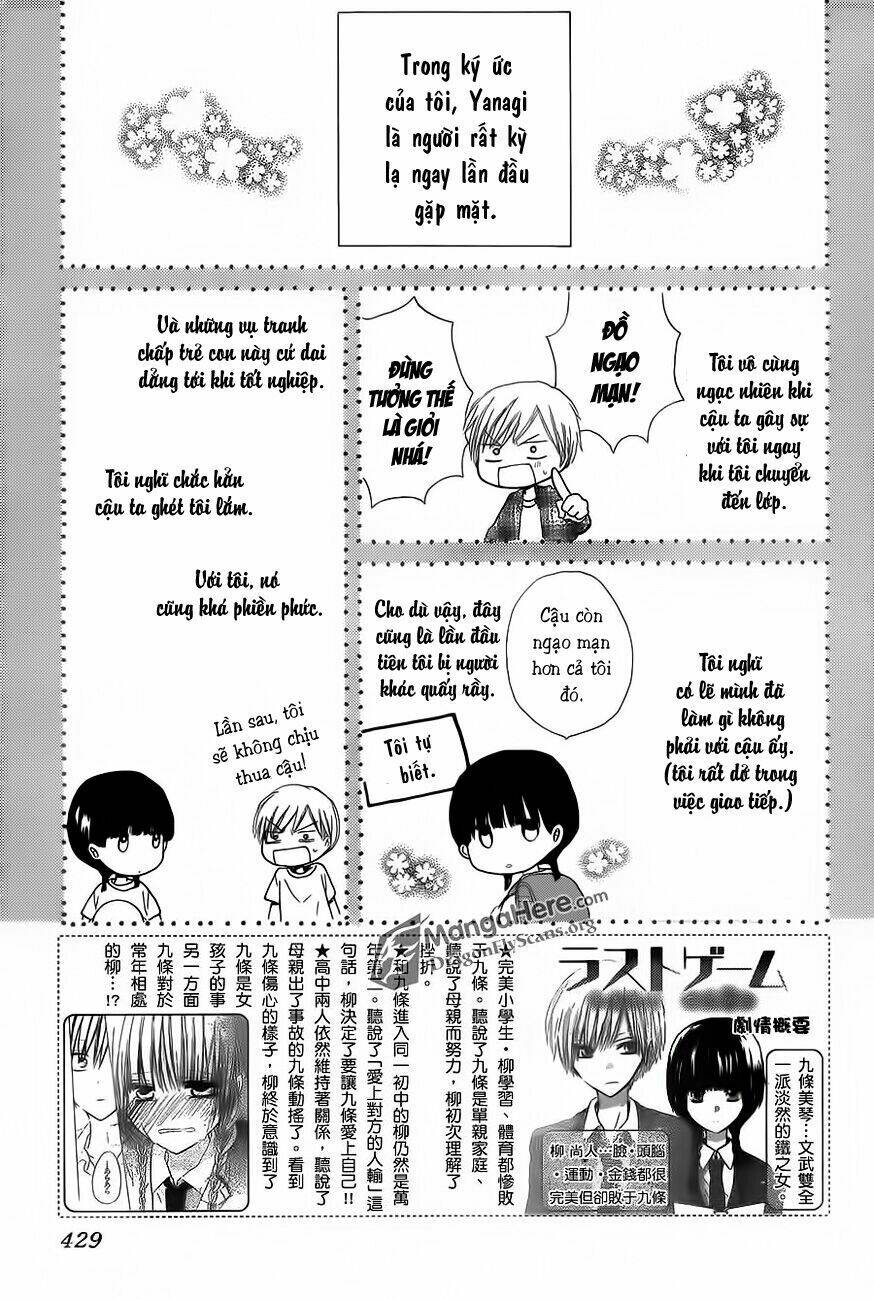 Trong ký ức
của tôi, Yanagi
là người rất kỳ
lạ ngay lần đầu
gặp mặt.
Tôi vô cùng
ngạc nhiên khi
cậu ta gây sự
với tôi ngay
khi tôi chuyển
đến lớp.
ĐỒ
NGẠO
MẠN!
ĐỪNG
TƯỞNG THẾ
LÀ GIỎI
NHÁ!
Tôi nghĩ
có lẽ mình đã
làm gì không
phải với cậu ấy.
(tôi rất dở trong
việc giao tiếp.)
Cậu còn
ngạo mạn
hơn cả tôi
đó.
Cho dù vậy, đây
cũng là lần đầu
tiên tôi bị người
khác quấy rầy.
Tôi tự
biết.
Và những vụ tranh
chấp trẻ con này cứ dai
dẳng tới khi tốt nghiệp.
Tôi nghĩ chắc hẳn
cậu ta ghét tôi lắm.
Với tôi, nó
cũng khá phiền phức.
Lần sau, tôi
sẽ không chịu
thua cậu!
MangaHere.com
DragonFlyScans.org
ラストゲーム
劇情概要
九條美琴…文武雙全
一派淡然的鐵之女。
柳 尚人…臉・頭腦
・運動・金錢都很
完美但卻敗于九條
★完美小學生・柳學習、體育都慘敗
于九條。聽說了九條是單親家庭、
聽說了母親而努力，柳初次理解了
挫折。
★和九條進入同一初中的柳仍然是萬
年第 。聽說了「愛上對方的人輸」這
句話，柳決定了要讓九條愛上自己!!
★高中兩人依然維持著關係，聽說了
母親出了事故的九條動搖了。看到
九條傷心的樣子，柳終於意識到了
九條是女
孩子的事
另一方面
九條對於
常年相處
的柳…!?
429